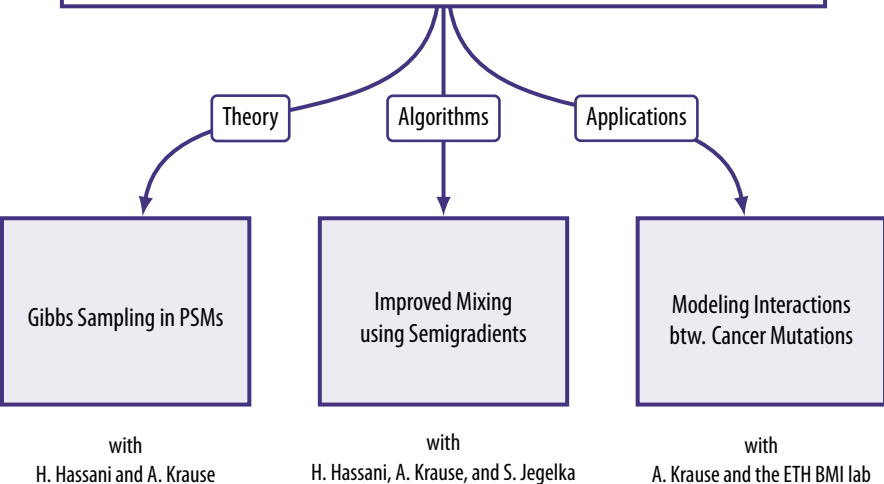 Theory
Algorithms
Applications
Gibbs Sampling in PSMs
Improved Mixing
using Semigradients
Modeling Interactions
btw. Cancer Mutations
with
H. Hassani and A. Krause
with
H. Hassani, A. Krause, and S. Jegelka
with
A. Krause and the ETH BMI lab